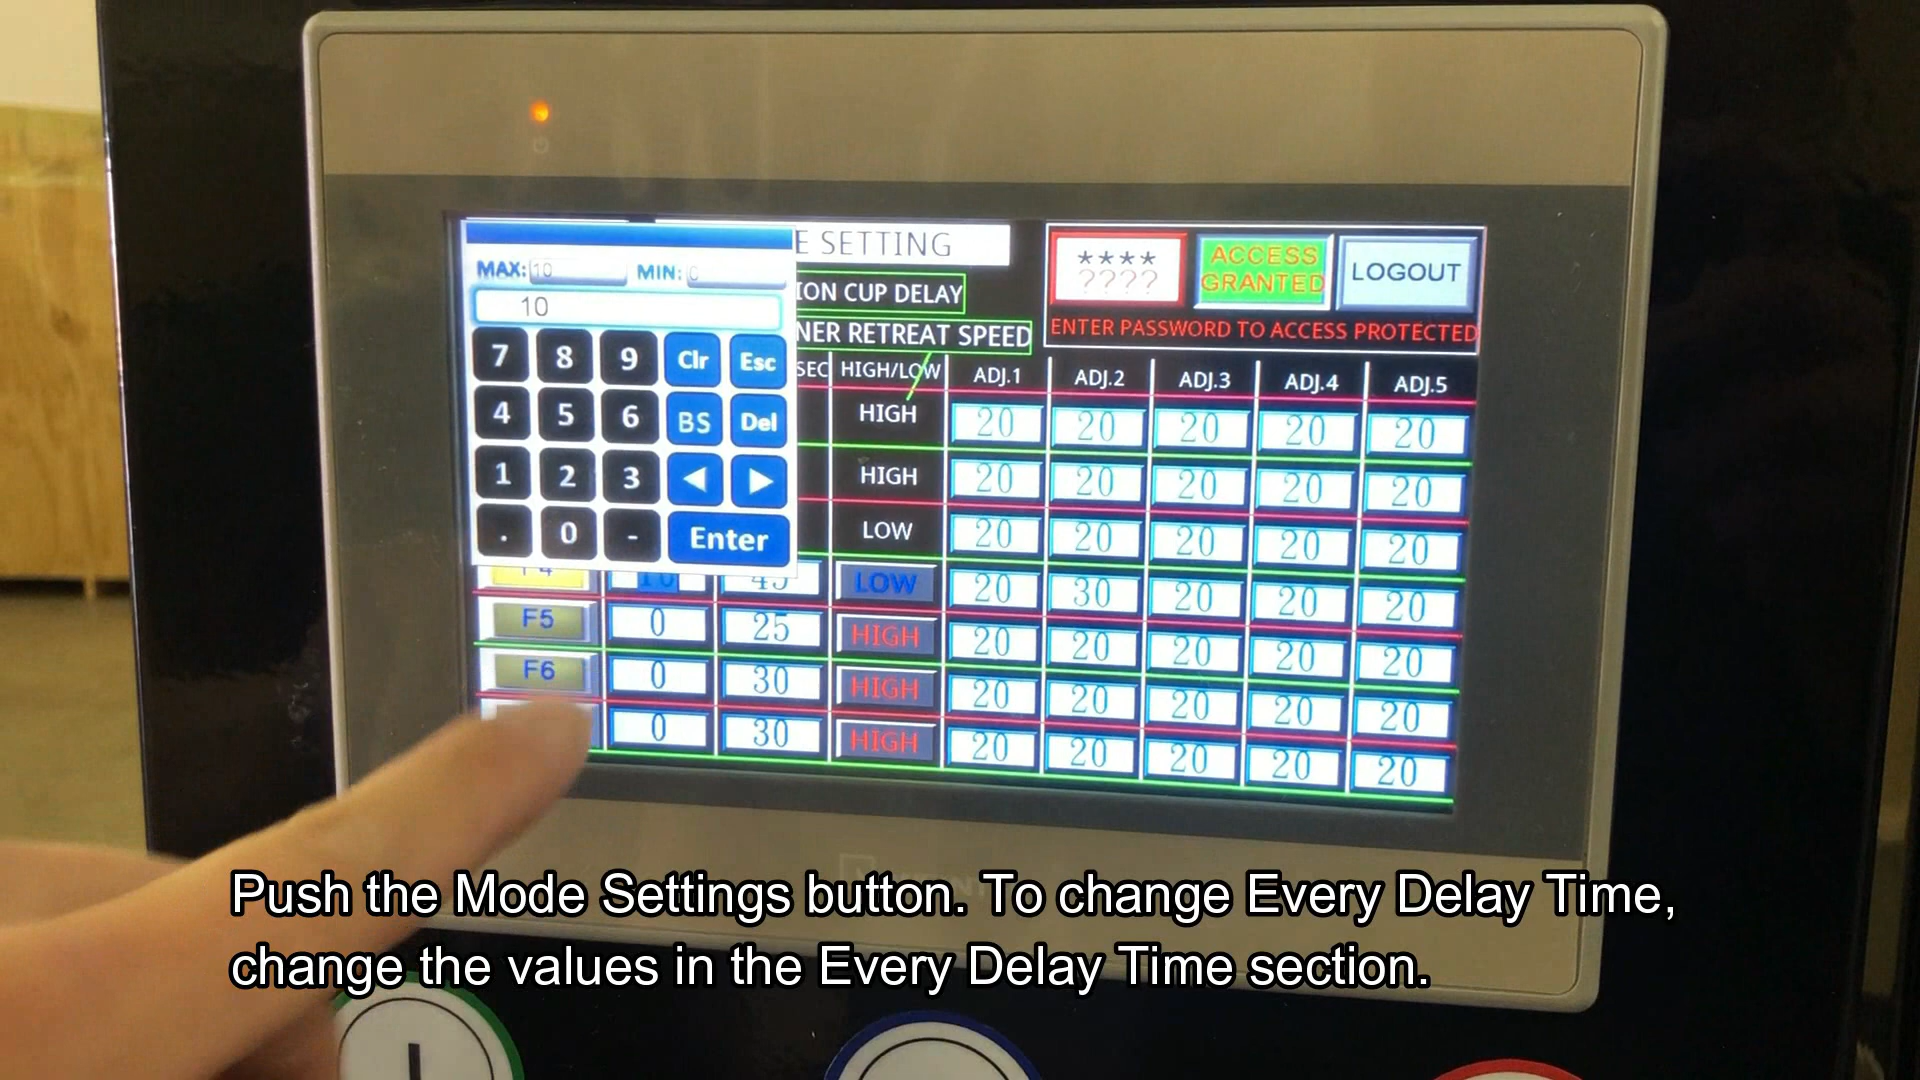 E SETTING
MAX: 10 MIN: 0
10
7 8 9 Clr Esc
4 5 6 BS Del
1 2 3 ◀ ▶
. 0 - Enter
ION CUP DELAY
NER RETREAT SPEED
****
????
ACCESS
GRANTED
LOGOUT
ENTER PASSWORD TO ACCESS PROTECTED
SEC HIGH/LOW ADJ.1 ADJ.2 ADJ.3 ADJ.4 ADJ.5
HIGH 20 20 20 20 20
HIGH 20 20 20 20 20
LOW 20 20 20 20 20
F4 10 45 LOW 20 30 20 20 20
F5 0 25 HIGH 20 20 20 20 20
F6 0 30 HIGH 20 20 20 20 20
0 30 HIGH 20 20 20 20 20
Push the Mode Settings button. To change Every Delay Time,
change the values in the Every Delay Time section.